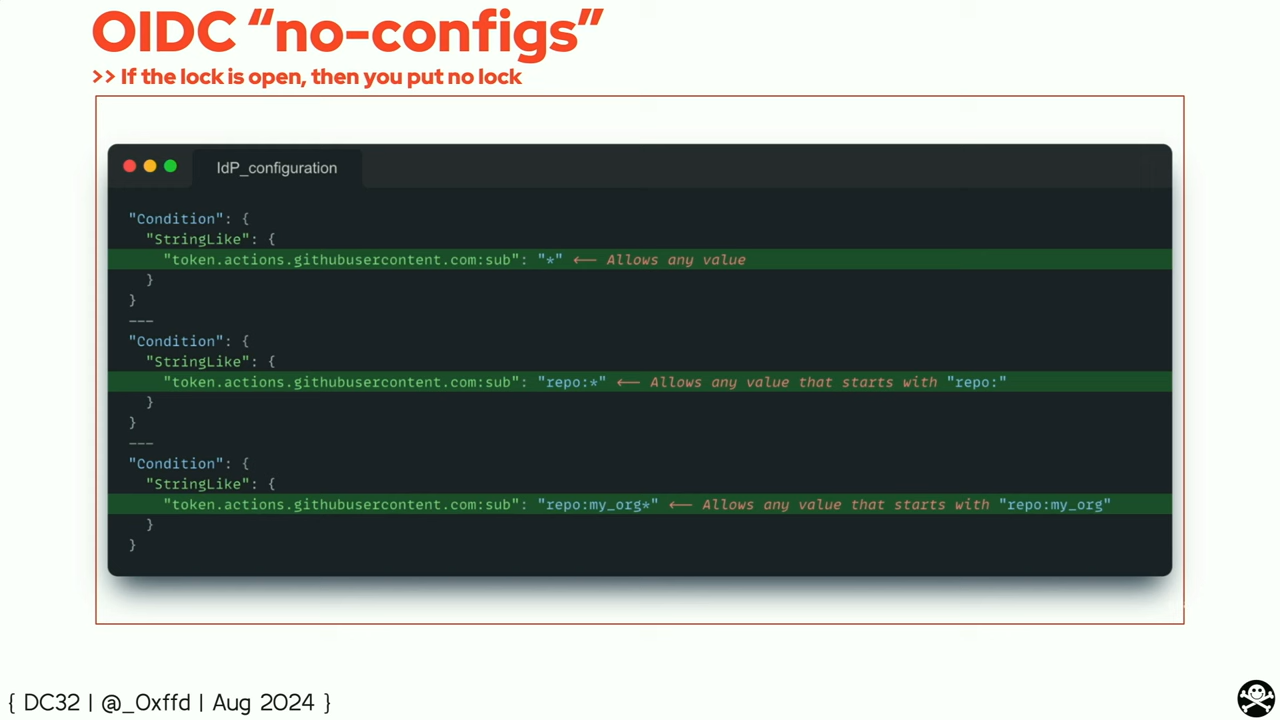 OIDC “no-configs”
>> If the lock is open, then you put no lock
IdP_configuration
"Condition": {
"StringLike": {
"token.actions.githubusercontent.com:sub": "*" <── Allows any value
}
}
———
"Condition": {
"StringLike": {
"token.actions.githubusercontent.com:sub": "repo:*" <── Allows any value that starts with "repo:"
}
}
———
"Condition": {
"StringLike": {
"token.actions.githubusercontent.com:sub": "repo:my_org*" <── Allows any value that starts with "repo:my_org"
}
}
{ DC32 | @_0xffd | Aug 2024 }